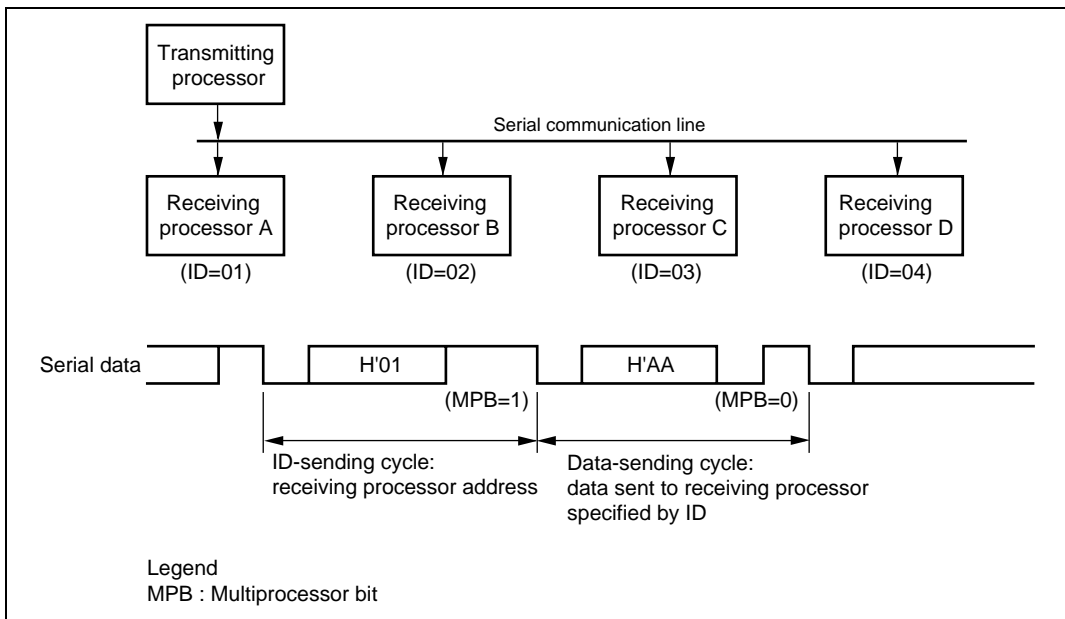 Transmitting
processor
Serial communication line
Receiving
processor A
Receiving
processor B
Receiving
processor C
Receiving
processor D
(ID=01)
(ID=02)
(ID=03)
(ID=04)
Serial data
H'01
H'AA
(MPB=1)
(MPB=0)
ID-sending cycle:
receiving processor address
Data-sending cycle:
data sent to receiving processor
specified by ID
Legend
MPB : Multiprocessor bit